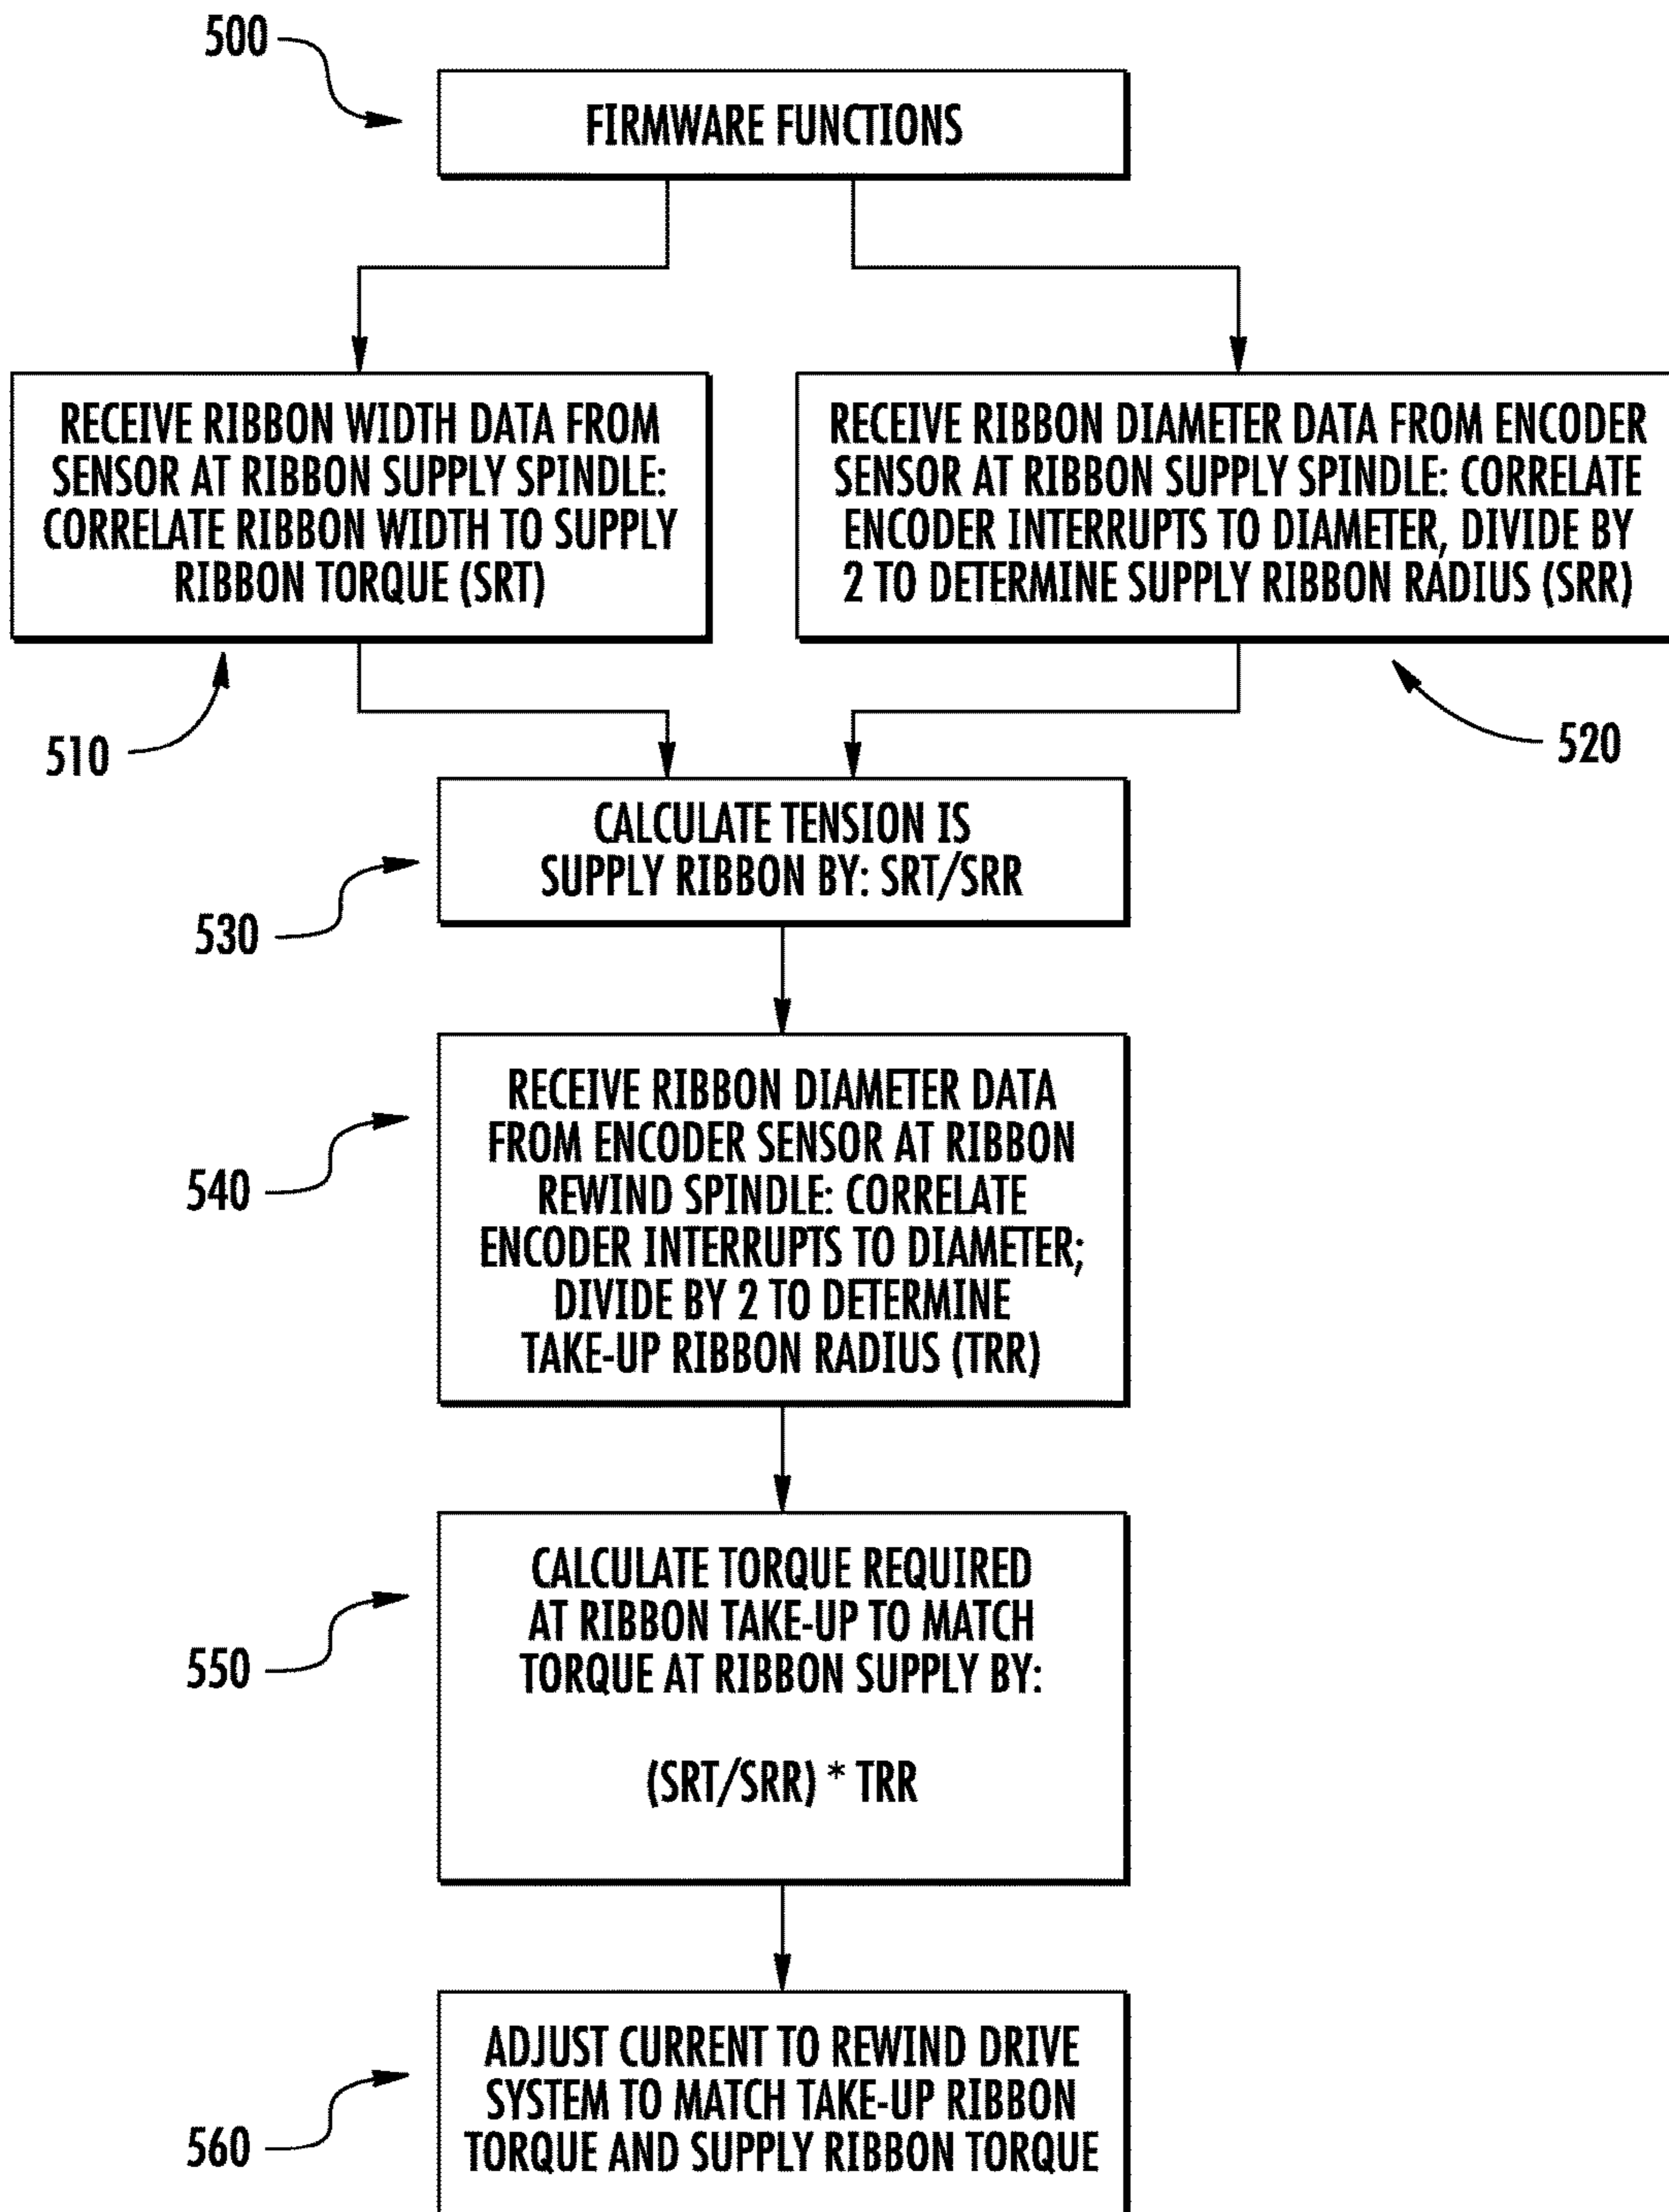 500
FIRMWARE FUNCTIONS
RECEIVE RIBBON WIDTH DATA FROM
SENSOR AT RIBBON SUPPLY SPINDLE:
CORRELATE RIBBON WIDTH TO SUPPLY
RIBBON TORQUE (SRT)
510
RECEIVE RIBBON DIAMETER DATA FROM ENCODER
SENSOR AT RIBBON SUPPLY SPINDLE: CORRELATE
ENCODER INTERRUPTS TO DIAMETER, DIVIDE BY
2 TO DETERMINE SUPPLY RIBBON RADIUS (SRR)
520
CALCULATE TENSION IS
SUPPLY RIBBON BY: SRT/SRR
530
RECEIVE RIBBON DIAMETER DATA
FROM ENCODER SENSOR AT RIBBON
REWIND SPINDLE: CORRELATE
ENCODER INTERRUPTS TO DIAMETER;
DIVIDE BY 2 TO DETERMINE
TAKE-UP RIBBON RADIUS (TRR)
540
CALCULATE TORQUE REQUIRED
AT RIBBON TAKE-UP TO MATCH
TORQUE AT RIBBON SUPPLY BY:
(SRT/SRR) * TRR
550
ADJUST CURRENT TO REWIND DRIVE
SYSTEM TO MATCH TAKE-UP RIBBON
TORQUE AND SUPPLY RIBBON TORQUE
560